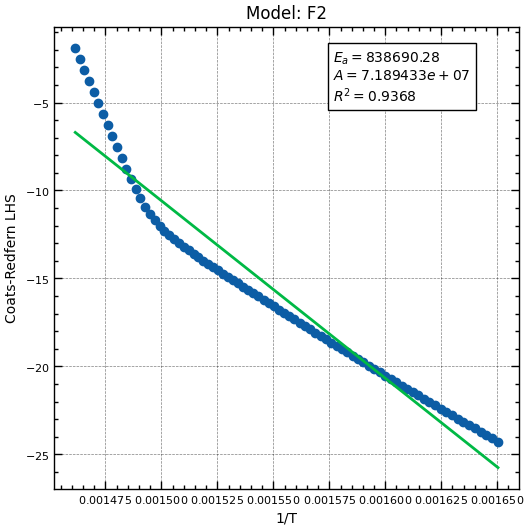 Model: F2
E_a = 838690.28
A = 7.189433e + 07
R² = 0.9368
−5
−10
−15
−20
−25
Coats-Redfern LHS
0.001475 0.001500 0.001525 0.001550 0.001575 0.001600 0.001625 0.001650
1/T